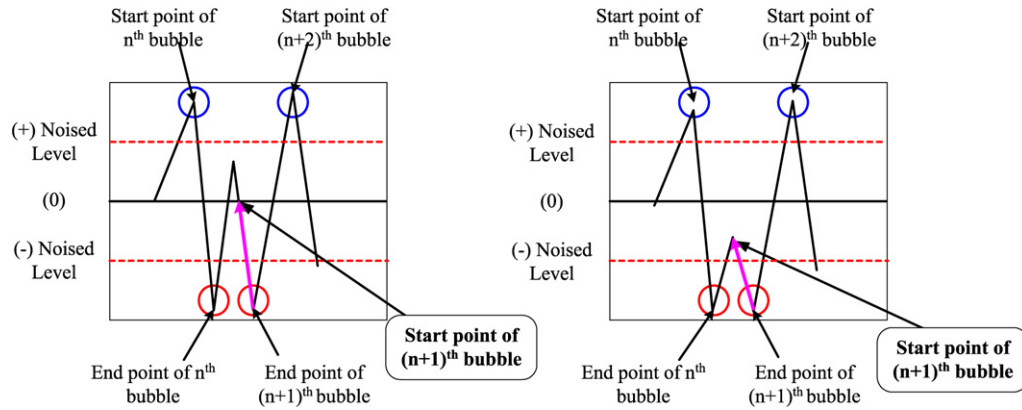 Start point of
nth bubble
Start point of
(n+2)th bubble
(+) Noised
Level
(0)
(-) Noised
Level
End point of nth
bubble
End point of
(n+1)th bubble
Start point of
(n+1)th bubble
Start point of
nth bubble
Start point of
(n+2)th bubble
(+) Noised
Level
(0)
(-) Noised
Level
End point of nth
bubble
End point of
(n+1)th bubble
Start point of
(n+1)th bubble